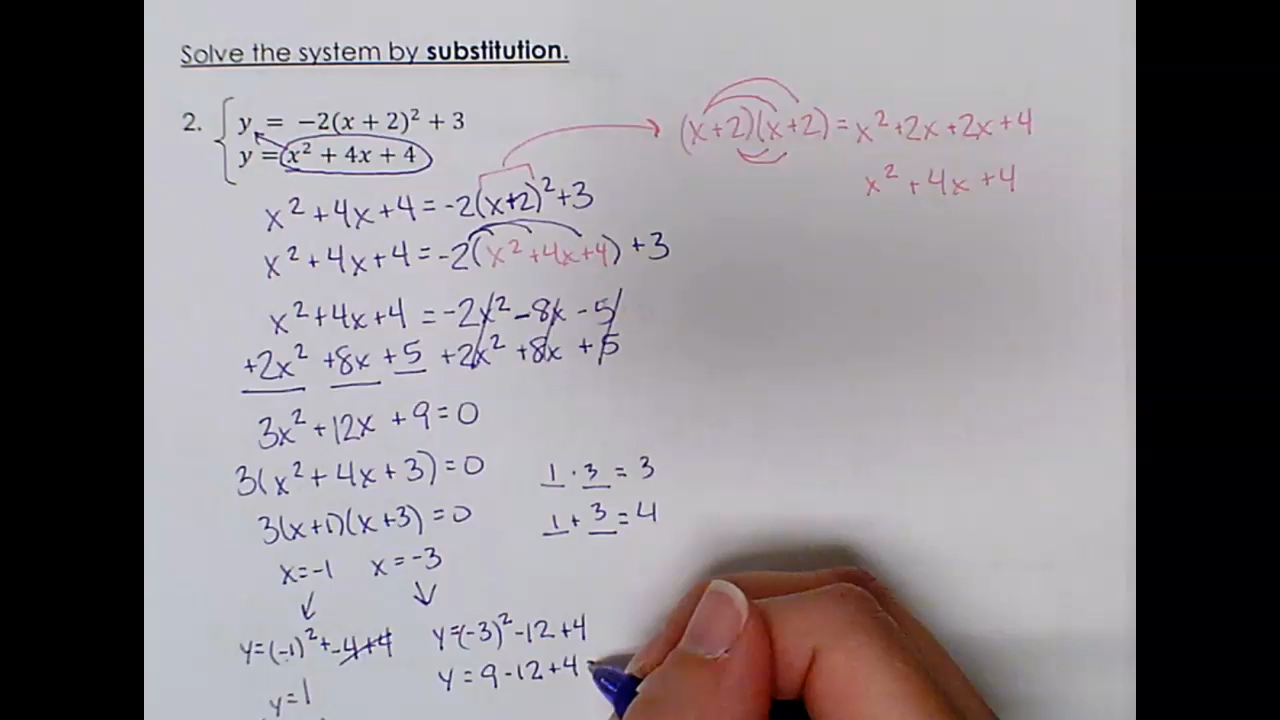 Solve the system by substitution.
2. y = −2(x + 2)² + 3
y = x² + 4x + 4
(x+2)(x+2) = x²+2x+2x+4
x²+4x+4
x²+4x+4 = -2(x+2)²+3
x²+4x+4 = -2(x²+4x+4)+3
x²+4x+4 = -2x²-8x-5
+2x² +8x +5 +2x² +8x +5
3x²+12x+9=0
3(x²+4x+3)=0
1·3=3
3(x+1)(x+3)=0
1+3=4
x=-1 x=-3
y=(-1)²+-4+4 y=(-3)²-12+4
y=1 y=9-12+4=